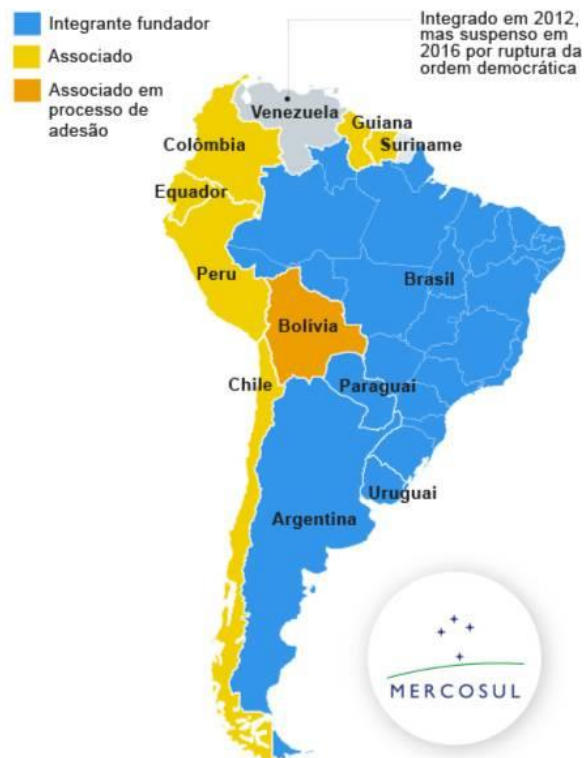 Integrante fundador
Associado
Associado em
processo de
adesão
Integrado em 2012,
mas suspenso em
2016 por ruptura da
ordem democrática
Venezuela
Guiana
Suriname
Colômbia
Equador
Peru
Brasil
Bolívia
Chile
Paraguai
Uruguai
Argentina
MERCOSUL